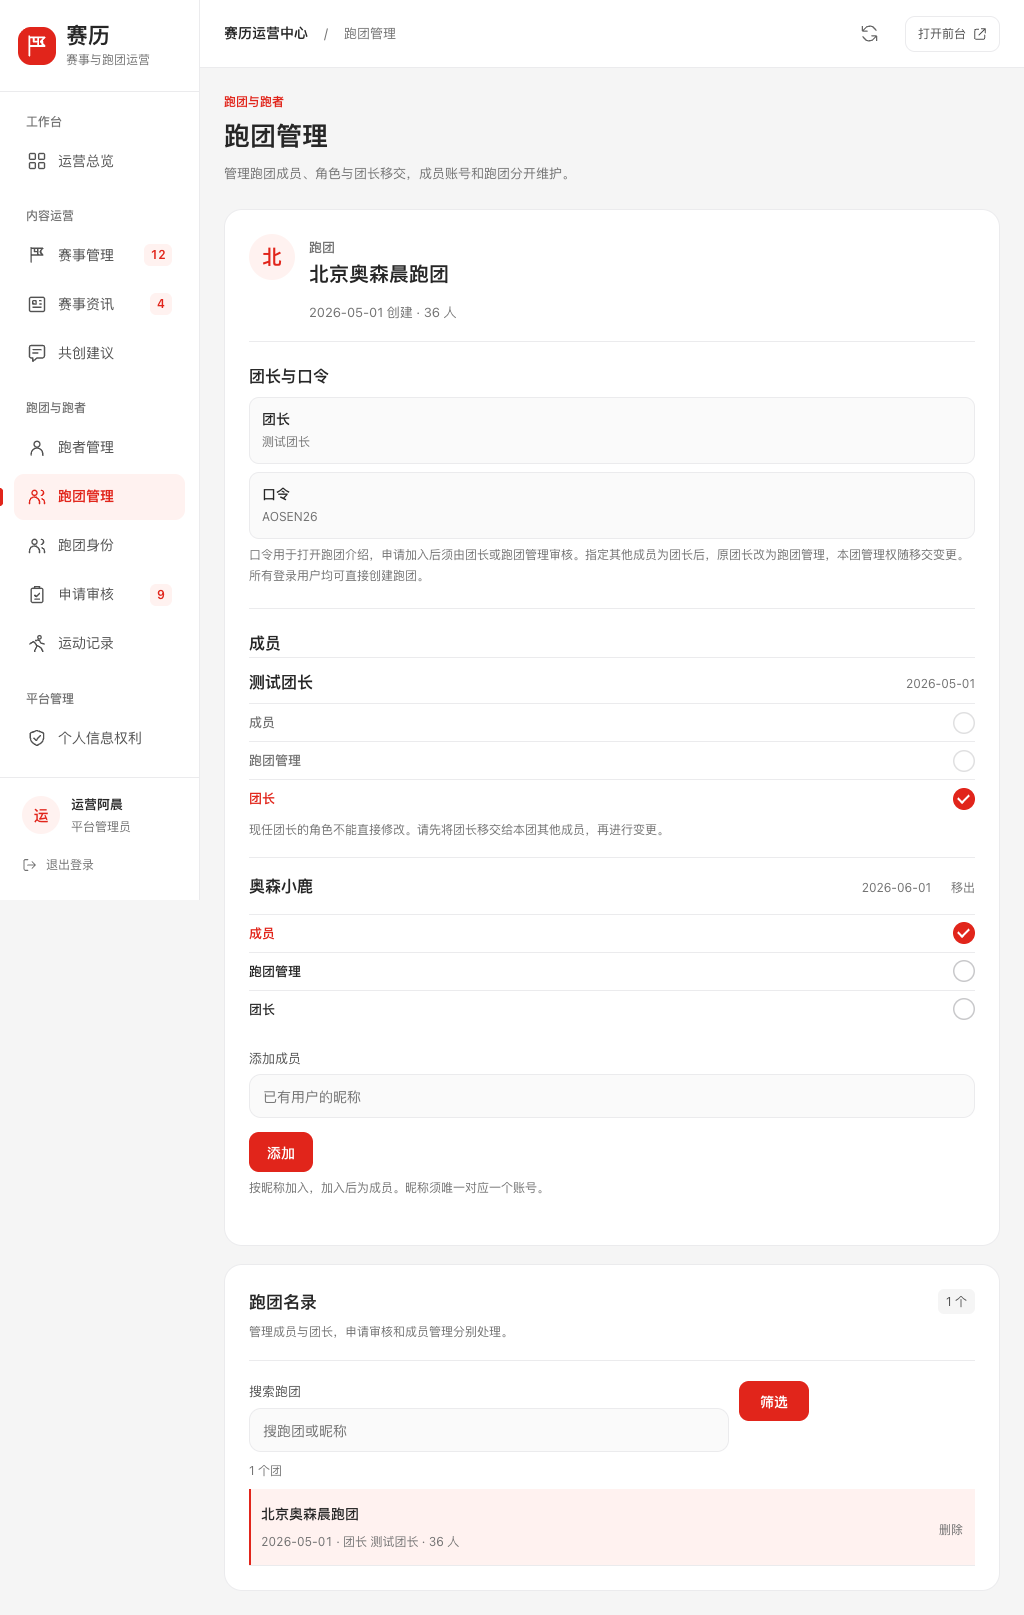 赛历
赛事与跑团运营
工作台
运营总览
内容运营
赛事管理 12
赛事资讯 4
共创建议
跑团与跑者
跑者管理
跑团管理
跑团身份
申请审核 9
运动记录
平台管理
个人信息权利
运
运营阿晨
平台管理员
退出登录
赛历运营中心 / 跑团管理
打开前台
跑团与跑者
跑团管理
管理跑团成员、角色与团长移交，成员账号和跑团分开维护。
北
跑团
北京奥森晨跑团
2026-05-01 创建 · 36 人
团长与口令
团长
测试团长
口令
AOSEN26
口令用于打开跑团介绍，申请加入后须由团长或跑团管理审核。指定其他成员为团长后，原团长改为跑团管理，本团管理权随移交变更。
所有登录用户均可直接创建跑团。
成员
测试团长 2026-05-01
成员
跑团管理
团长
现任团长的角色不能直接修改。请先将团长移交给本团其他成员，再进行变更。
奥森小鹿 2026-06-01 移出
成员
跑团管理
团长
添加成员
已有用户的昵称
添加
按昵称加入，加入后为成员。昵称须唯一对应一个账号。
跑团名录 1 个
管理成员与团长，申请审核和成员管理分别处理。
搜索跑团
搜跑团或昵称
筛选
1 个团
北京奥森晨跑团
2026-05-01 · 团长 测试团长 · 36 人
删除